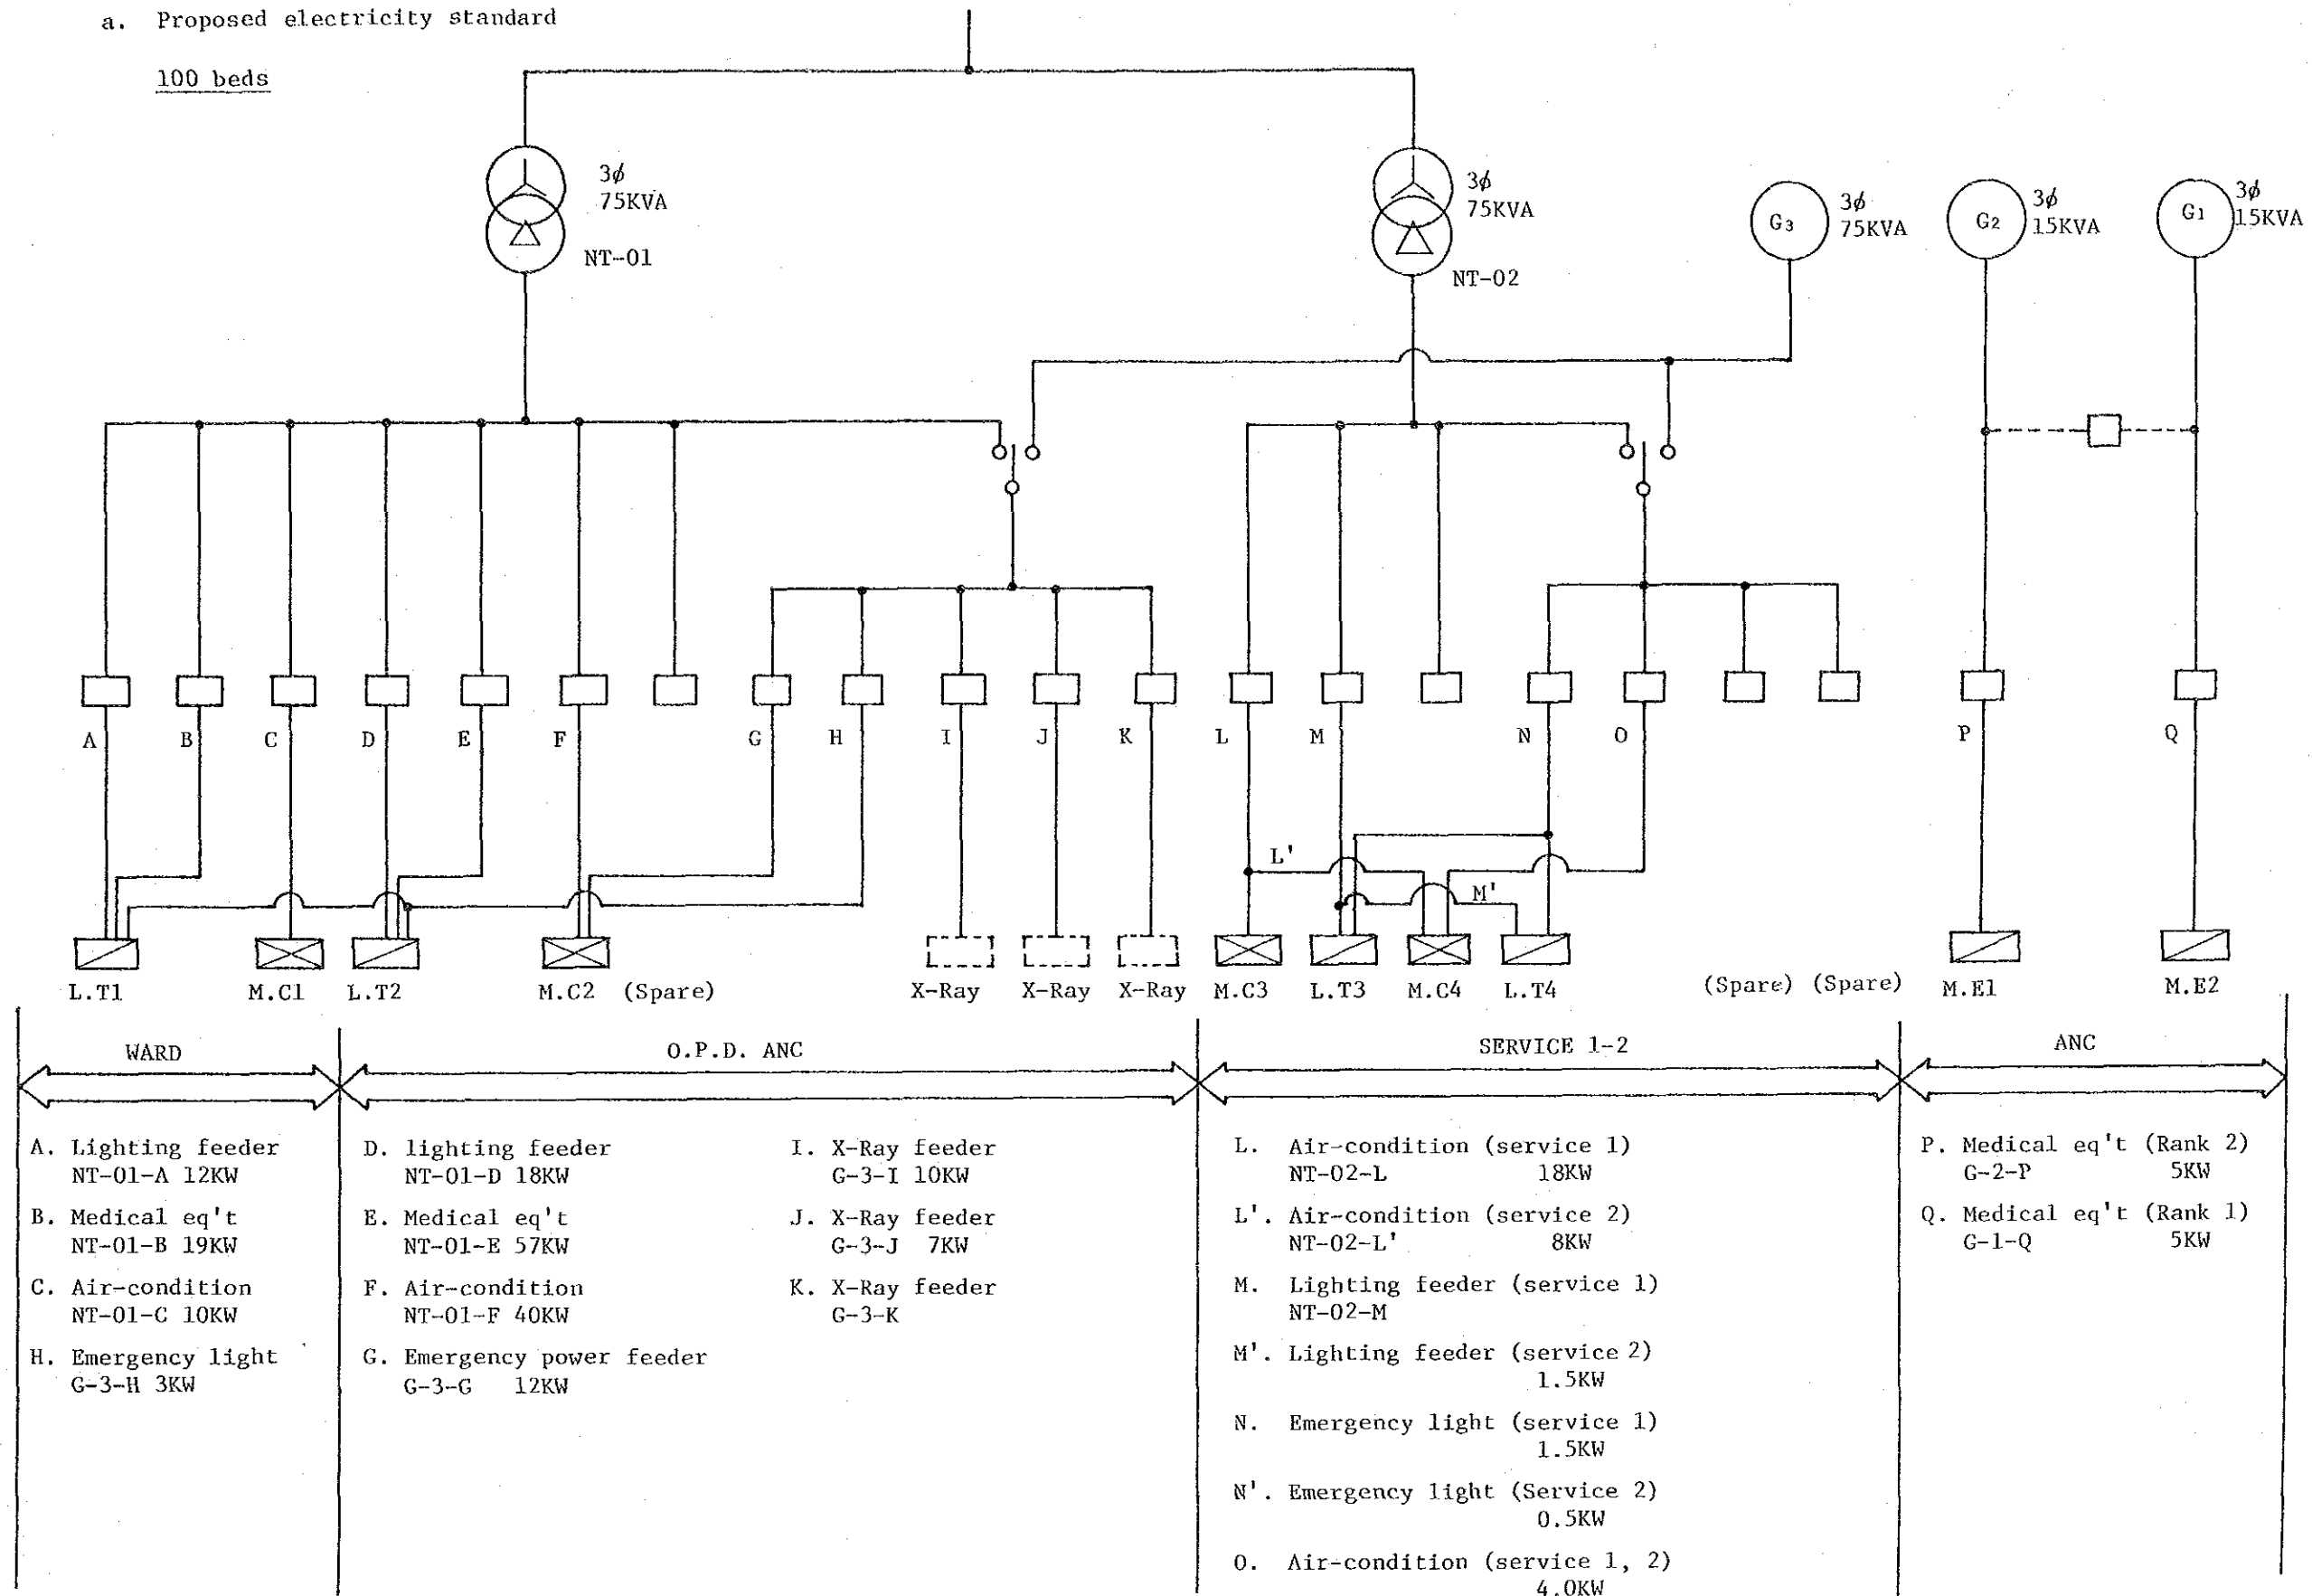 a. Proposed electricity standard
100 beds
3ϕ
75KVA
NT-01
3ϕ
75KVA
NT-02
G3
3ϕ
75KVA
G2
3ϕ
15KVA
G1
3ϕ
15KVA
A B C D E F G H I J K L M N O P Q
L'
M'
L.T1 M.C1 L.T2 M.C2 (Spare) X-Ray X-Ray X-Ray M.C3 L.T3 M.C4 L.T4 (Spare) (Spare) M.E1 M.E2
WARD
O.P.D. ANC
SERVICE 1-2
ANC
A. Lighting feeder
NT-01-A 12KW
B. Medical eq't
NT-01-B 19KW
C. Air-condition
NT-01-C 10KW
H. Emergency light
G-3-H 3KW
D. lighting feeder
NT-01-D 18KW
E. Medical eq't
NT-01-E 57KW
F. Air-condition
NT-01-F 40KW
G. Emergency power feeder
G-3-G 12KW
I. X-Ray feeder
G-3-I 10KW
J. X-Ray feeder
G-3-J 7KW
K. X-Ray feeder
G-3-K
L. Air-condition (service 1)
NT-02-L 18KW
L'. Air-condition (service 2)
NT-02-L' 8KW
M. Lighting feeder (service 1)
NT-02-M
M'. Lighting feeder (service 2)
1.5KW
N. Emergency light (service 1)
1.5KW
N'. Emergency light (Service 2)
0.5KW
O. Air-condition (service 1, 2)
4.0KW
P. Medical eq't (Rank 2)
G-2-P 5KW
Q. Medical eq't (Rank 1)
G-1-Q 5KW